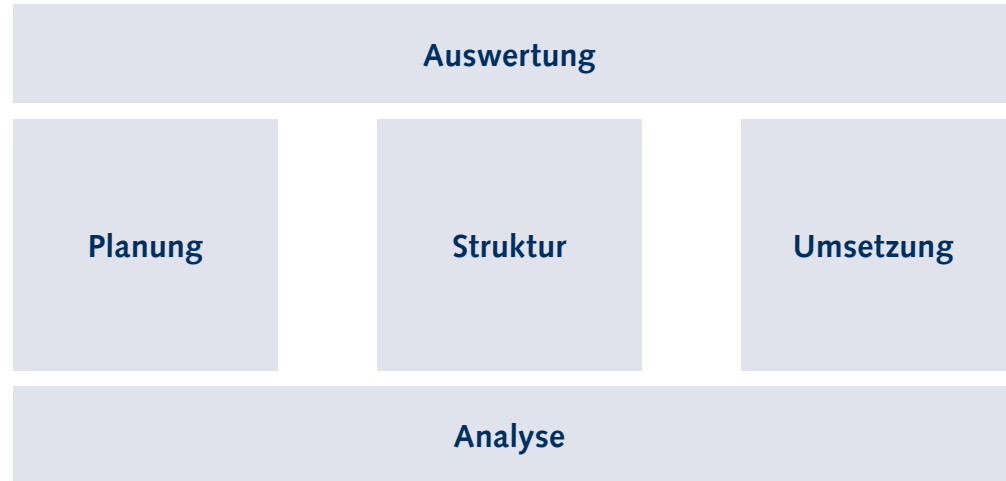 Auswertung
Planung
Struktur
Umsetzung
Analyse